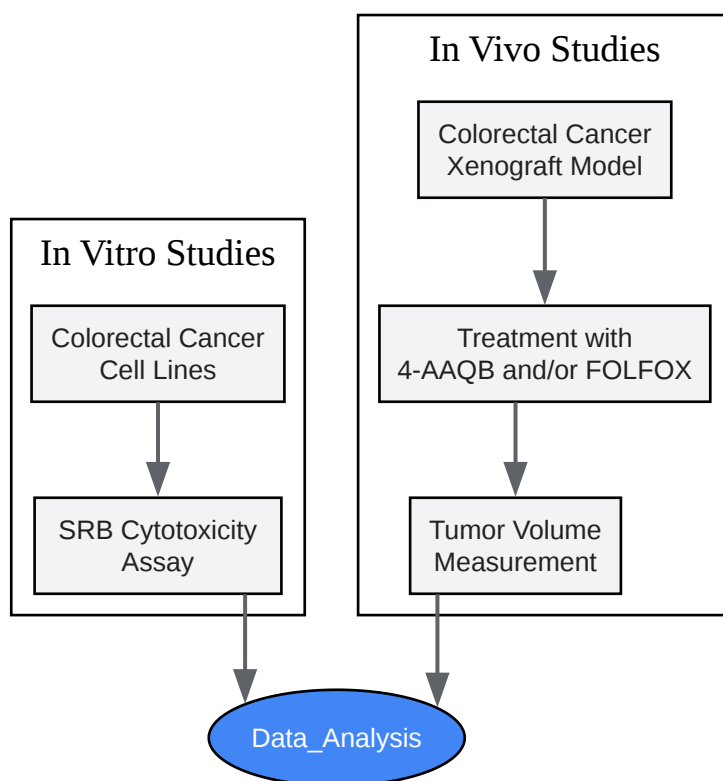 In Vitro Studies
Colorectal Cancer
Cell Lines
SRB Cytotoxicity
Assay
In Vivo Studies
Colorectal Cancer
Xenograft Model
Treatment with
4-AAQB and/or FOLFOX
Tumor Volume
Measurement
Data_Analysis